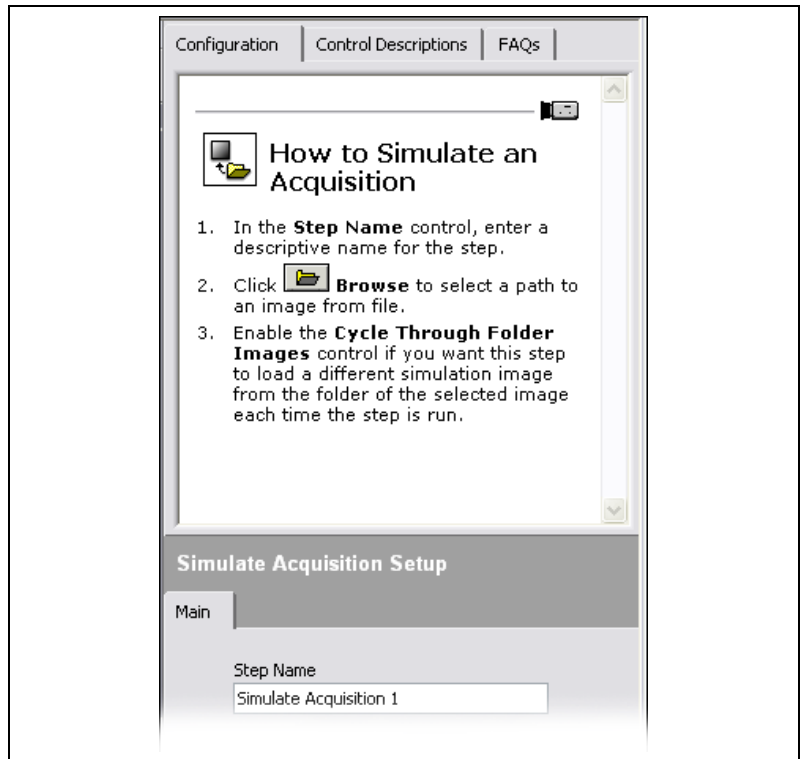 Configuration Control Descriptions FAQs
How to Simulate an
Acquisition
1. In the Step Name control, enter a
descriptive name for the step.
2. Click Browse to select a path to
an image from file.
3. Enable the Cycle Through Folder
Images control if you want this step
to load a different simulation image
from the folder of the selected image
each time the step is run.
Simulate Acquisition Setup
Main
Step Name
Simulate Acquisition 1